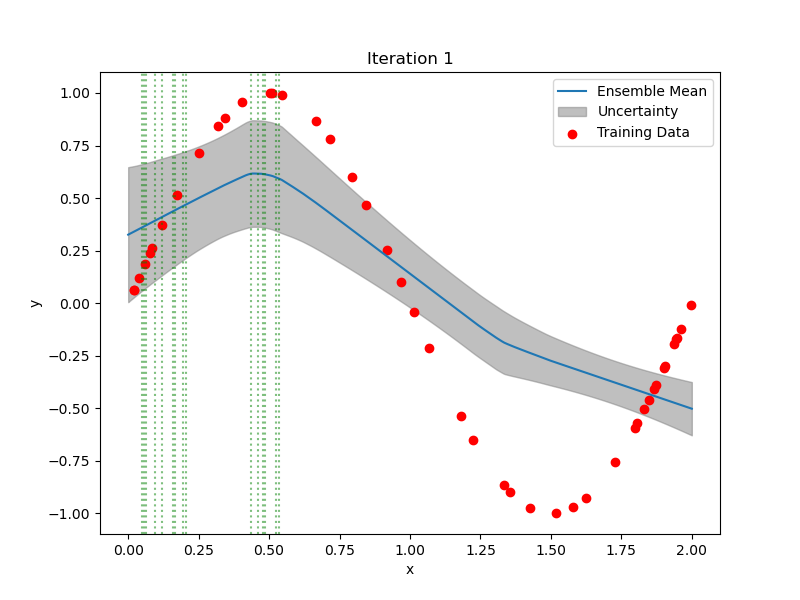 Iteration 1
Ensemble Mean
Uncertainty
Training Data
1.00
0.75
0.50
0.25
0.00
−0.25
−0.50
−0.75
−1.00
y
0.00 0.25 0.50 0.75 1.00 1.25 1.50 1.75 2.00
x